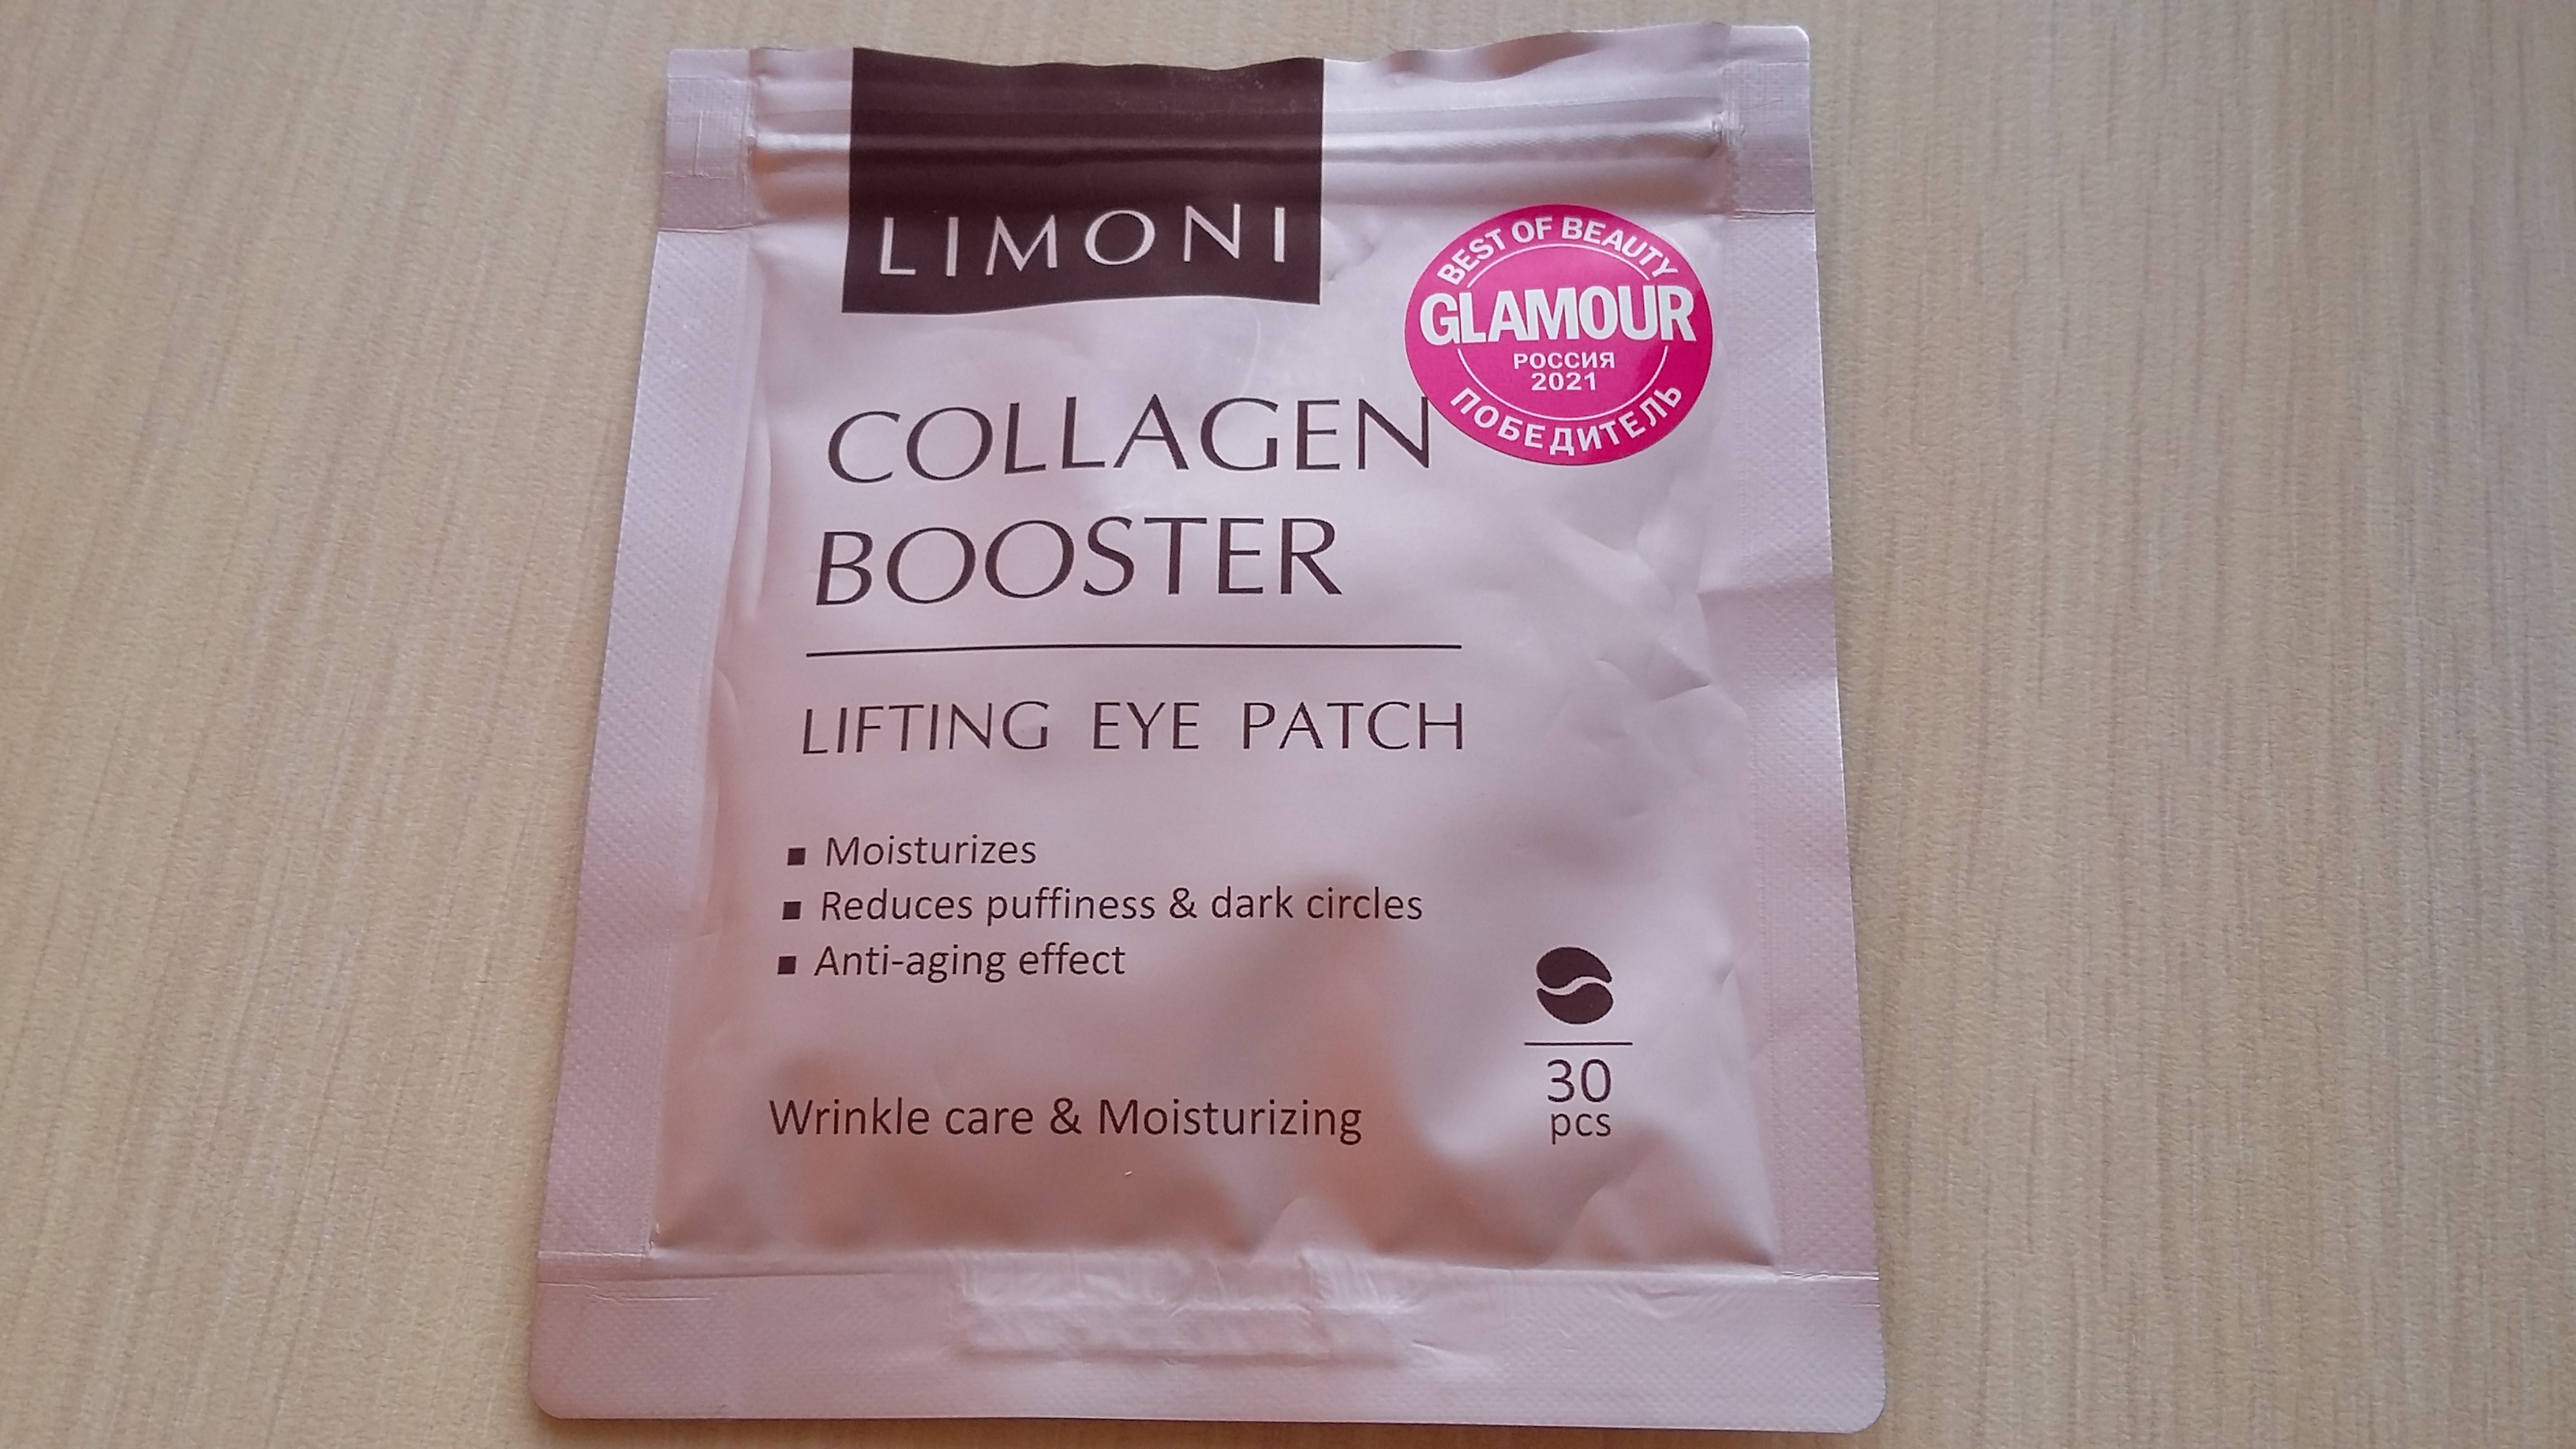 LIMONI
BEST OF BEAUTY
GLAMOUR
РОССИЯ
2021
ПОБЕДИТЕЛЬ
COLLAGEN
BOOSTER
LIFTING EYE PATCH
▪ Moisturizes
▪ Reduces puffiness & dark circles
▪ Anti-aging effect
Wrinkle care & Moisturizing
30
pcs